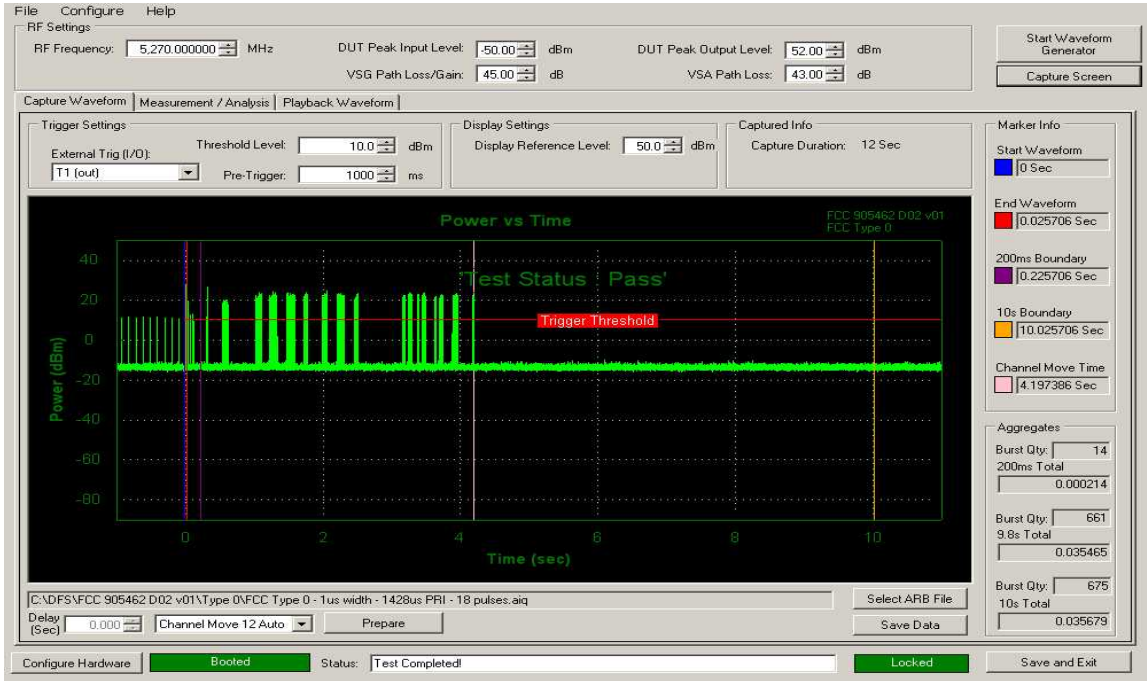 File Configure Help
RF Settings
RF Frequency: 5,270.000000 MHz
DUT Peak Input Level: -50.00 dBm
DUT Peak Output Level: 52.00 dBm
VSG Path Loss/Gain: 45.00 dB
VSA Path Loss: 43.00 dB
Start Waveform Generator
Capture Screen
Capture Waveform Measurement / Analysis Playback Waveform
Trigger Settings
External Trig (I/O):
T1 (out)
Threshold Level: 10.0 dBm
Pre-Trigger: 1000 ms
Display Settings
Display Reference Level: 50.0 dBm
Captured Info
Capture Duration: 12 Sec
Marker Info
Start Waveform
0 Sec
End Waveform
0.025706 Sec
200ms Boundary
0.225706 Sec
10s Boundary
10.025706 Sec
Channel Move Time
4.197386 Sec
Power vs Time
FCC 905462 D02 v01
FCC Type 0
'Test Status : Pass'
Trigger Threshold
Power (dBm)
40
20
0
-20
-40
-60
-80
0 2 4 6 8 10
Time (sec)
Aggregates
Burst Qty: 14
200ms Total
0.000214
Burst Qty: 661
9.8s Total
0.035465
Burst Qty: 675
10s Total
0.035679
C:\DFS\FCC 905462 D02 v01\Type 0\FCC Type 0 - 1us width - 1428us PRI - 18 pulses.aiq
Select ARB File
Delay (Sec) 0.000
Channel Move 12 Auto
Prepare
Save Data
Configure Hardware
Booted
Status: Test Completed!
Locked
Save and Exit